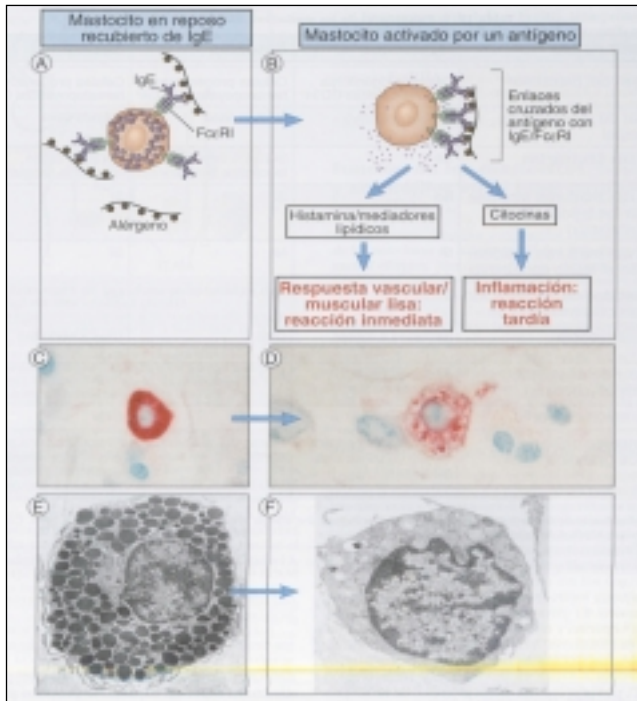 Mastocito en reposo
recubierto de IgE
Mastocito activado por un antígeno
A
IgE
FcεRI
Alérgeno
B
Enlaces
cruzados del
antígeno con
IgE/FcεRI
Histamina/mediadores
lipídicos
Citocinas
Respuesta vascular/
muscular lisa:
reacción inmediata
Inflamación:
reacción
tardía
C
D
E
F